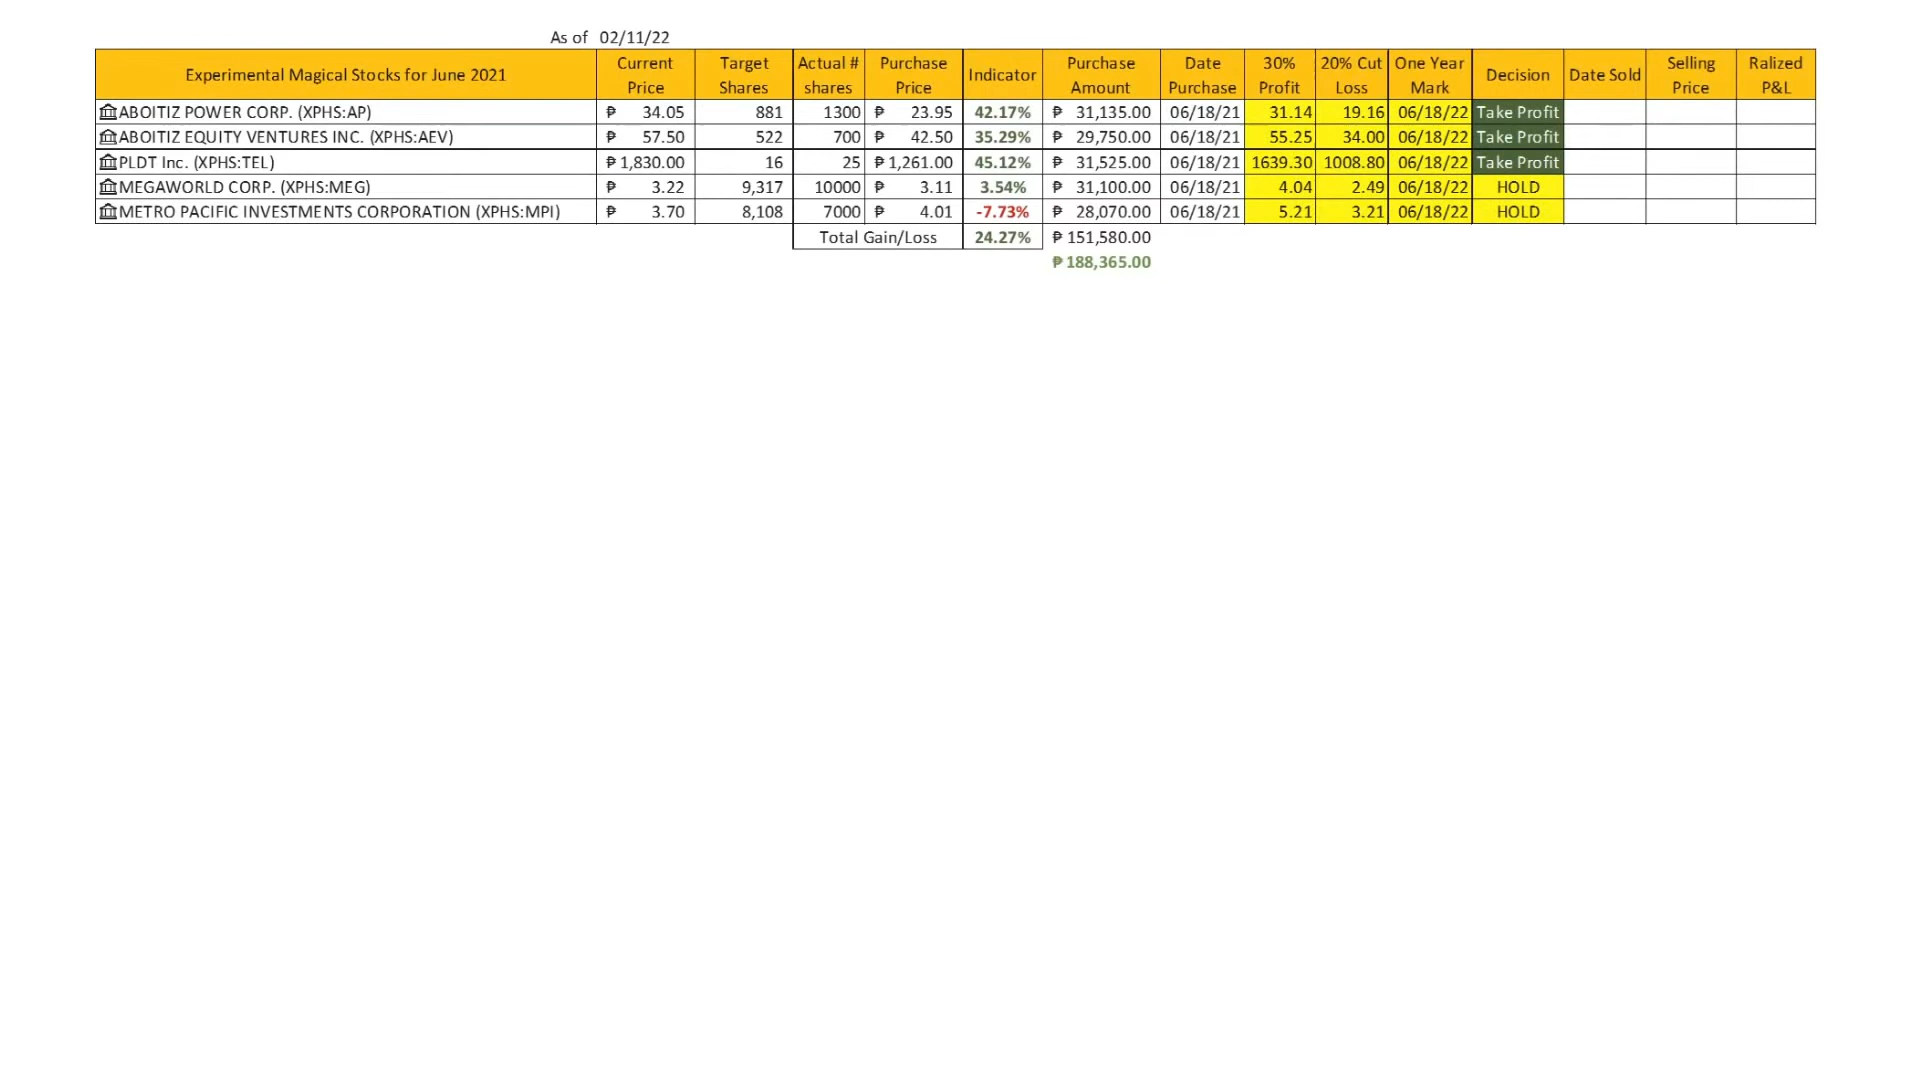 As of 02/11/22
Experimental Magical Stocks for June 2021 Current Price Target Shares Actual # shares Purchase Price Indicator Purchase Amount Date Purchase 30% Profit 20% Cut Loss One Year Mark Decision Date Sold Selling Price Ralized P&L
ABOITIZ POWER CORP. (XPHS:AP) ₱ 34.05 881 1300 ₱ 23.95 42.17% ₱ 31,135.00 06/18/21 31.14 19.16 06/18/22 Take Profit
ABOITIZ EQUITY VENTURES INC. (XPHS:AEV) ₱ 57.50 522 700 ₱ 42.50 35.29% ₱ 29,750.00 06/18/21 55.25 34.00 06/18/22 Take Profit
PLDT Inc. (XPHS:TEL) ₱ 1,830.00 16 25 ₱ 1,261.00 45.12% ₱ 31,525.00 06/18/21 1639.30 1008.80 06/18/22 Take Profit
MEGAWORLD CORP. (XPHS:MEG) ₱ 3.22 9,317 10000 ₱ 3.11 3.54% ₱ 31,100.00 06/18/21 4.04 2.49 06/18/22 HOLD
METRO PACIFIC INVESTMENTS CORPORATION (XPHS:MPI) ₱ 3.70 8,108 7000 ₱ 4.01 -7.73% ₱ 28,070.00 06/18/21 5.21 3.21 06/18/22 HOLD
Total Gain/Loss 24.27% ₱ 151,580.00
₱ 188,365.00